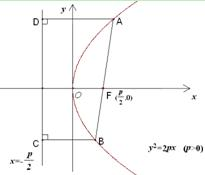 y
D
A
O
F
(p/2,0)
x
C
B
x=-p/2
y²=2px (p>0)